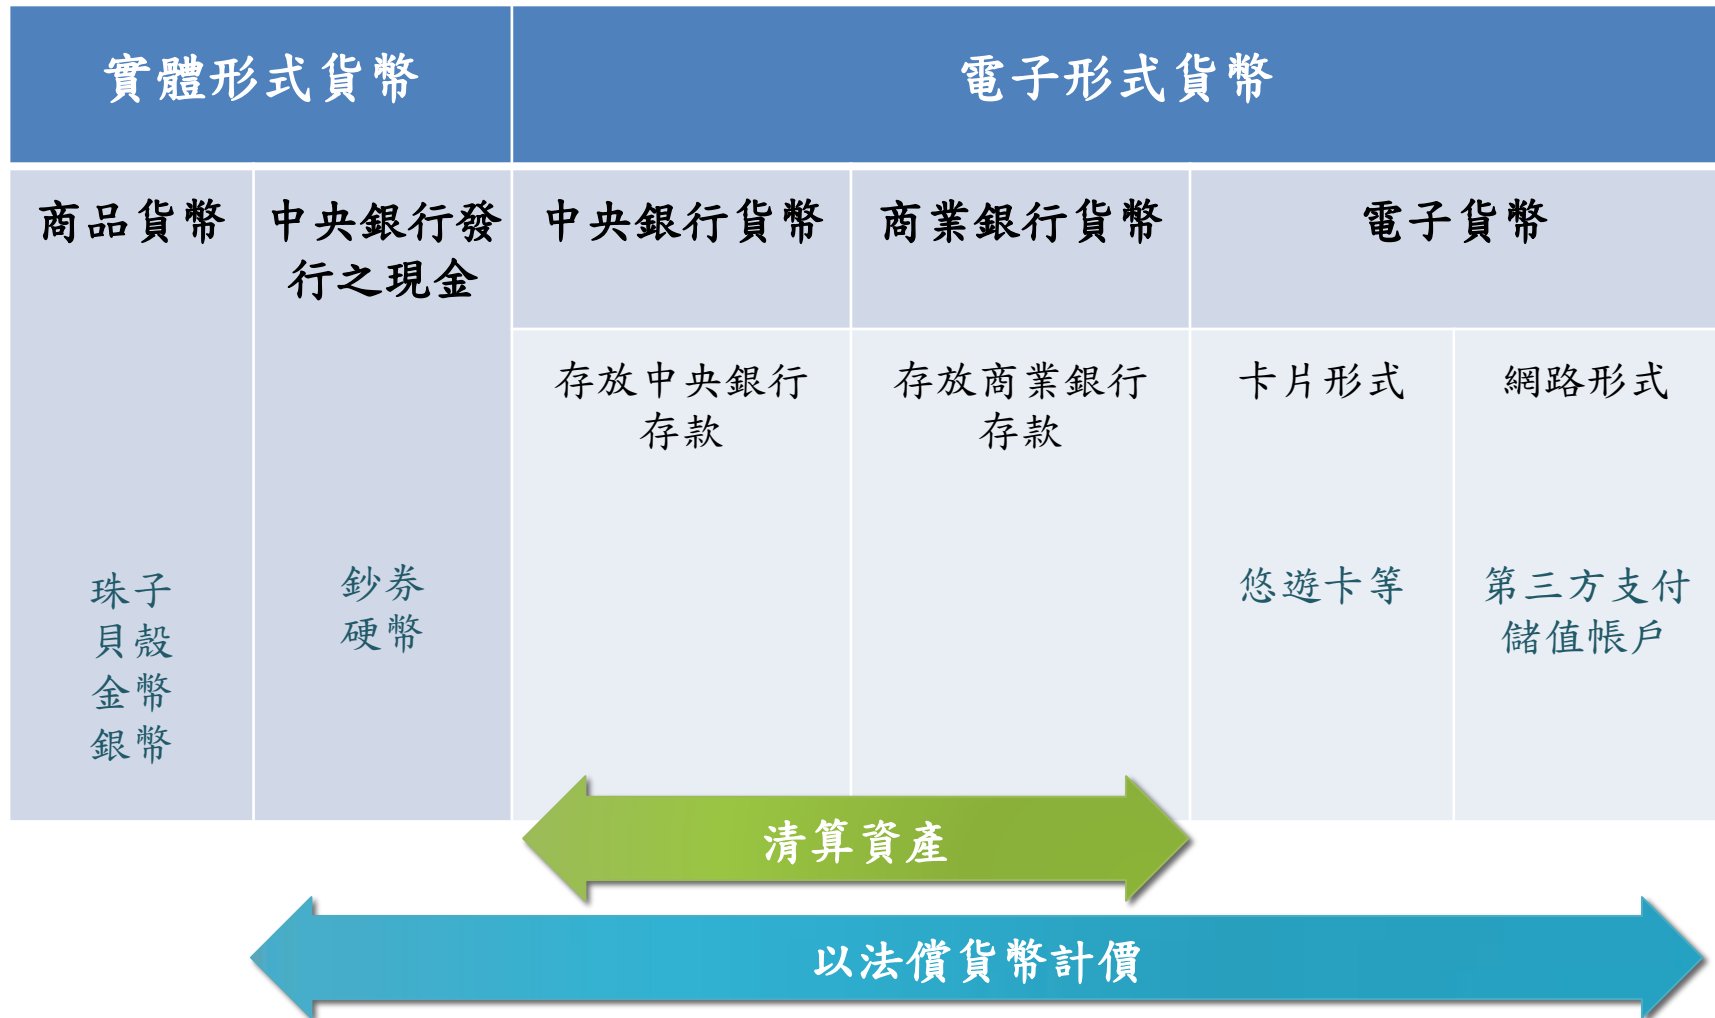 實體形式貨幣
電子形式貨幣
商品貨幣
中央銀行發
行之現金
中央銀行貨幣
商業銀行貨幣
電子貨幣
存放中央銀行
存款
存放商業銀行
存款
卡片形式
網路形式
珠子
貝殼
金幣
銀幣
鈔券
硬幣
悠遊卡等
第三方支付
儲值帳戶
清算資產
以法償貨幣計價